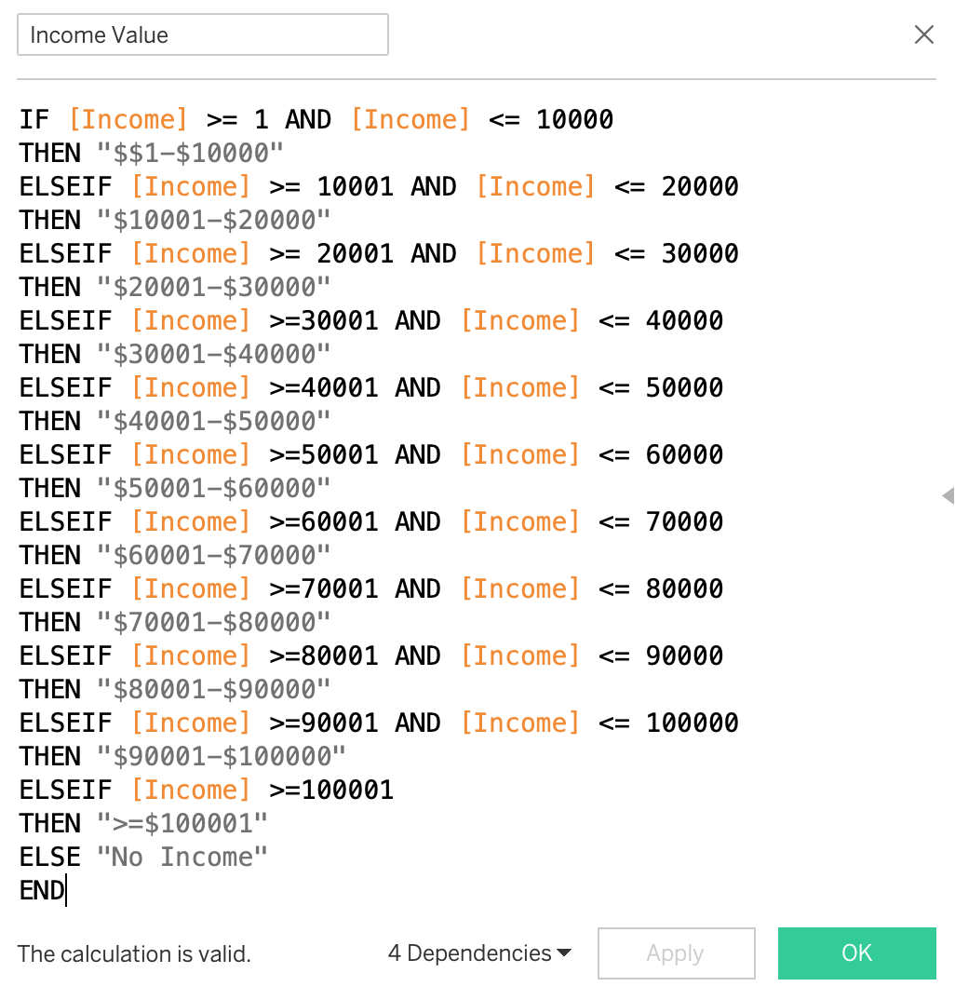 Income Value
IF [Income] >= 1 AND [Income] <= 10000
THEN "$$1-$10000"
ELSEIF [Income] >= 10001 AND [Income] <= 20000
THEN "$10001-$20000"
ELSEIF [Income] >= 20001 AND [Income] <= 30000
THEN "$20001-$30000"
ELSEIF [Income] >=30001 AND [Income] <= 40000
THEN "$30001-$40000"
ELSEIF [Income] >=40001 AND [Income] <= 50000
THEN "$40001-$50000"
ELSEIF [Income] >=50001 AND [Income] <= 60000
THEN "$50001-$60000"
ELSEIF [Income] >=60001 AND [Income] <= 70000
THEN "$60001-$70000"
ELSEIF [Income] >=70001 AND [Income] <= 80000
THEN "$70001-$80000"
ELSEIF [Income] >=80001 AND [Income] <= 90000
THEN "$80001-$90000"
ELSEIF [Income] >=90001 AND [Income] <= 100000
THEN "$90001-$100000"
ELSEIF [Income] >=100001
THEN ">=$100001"
ELSE "No Income"
END
The calculation is valid. 4 Dependencies Apply OK